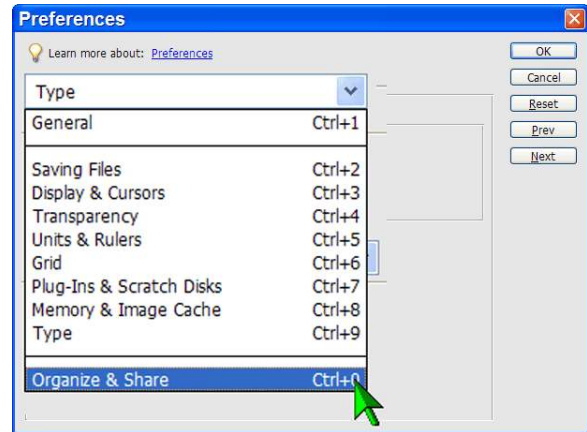 Preferences
Learn more about: Preferences
OK
Cancel
Reset
Prev
Next
Type
General Ctrl+1
Saving Files Ctrl+2
Display & Cursors Ctrl+3
Transparency Ctrl+4
Units & Rulers Ctrl+5
Grid Ctrl+6
Plug-Ins & Scratch Disks Ctrl+7
Memory & Image Cache Ctrl+8
Type Ctrl+9
Organize & Share Ctrl+0